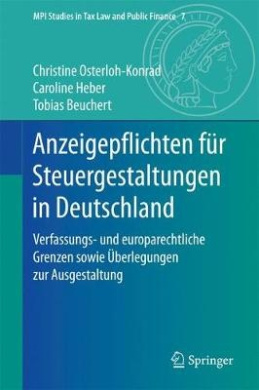 MPI Studies in Tax Law and Public Finance 7
Christine Osterloh-Konrad
Caroline Heber
Tobias Beuchert
Anzeigepflichten für
Steuergestaltungen
in Deutschland
Verfassungs- und europarechtliche
Grenzen sowie Überlegungen
zur Ausgestaltung
Springer